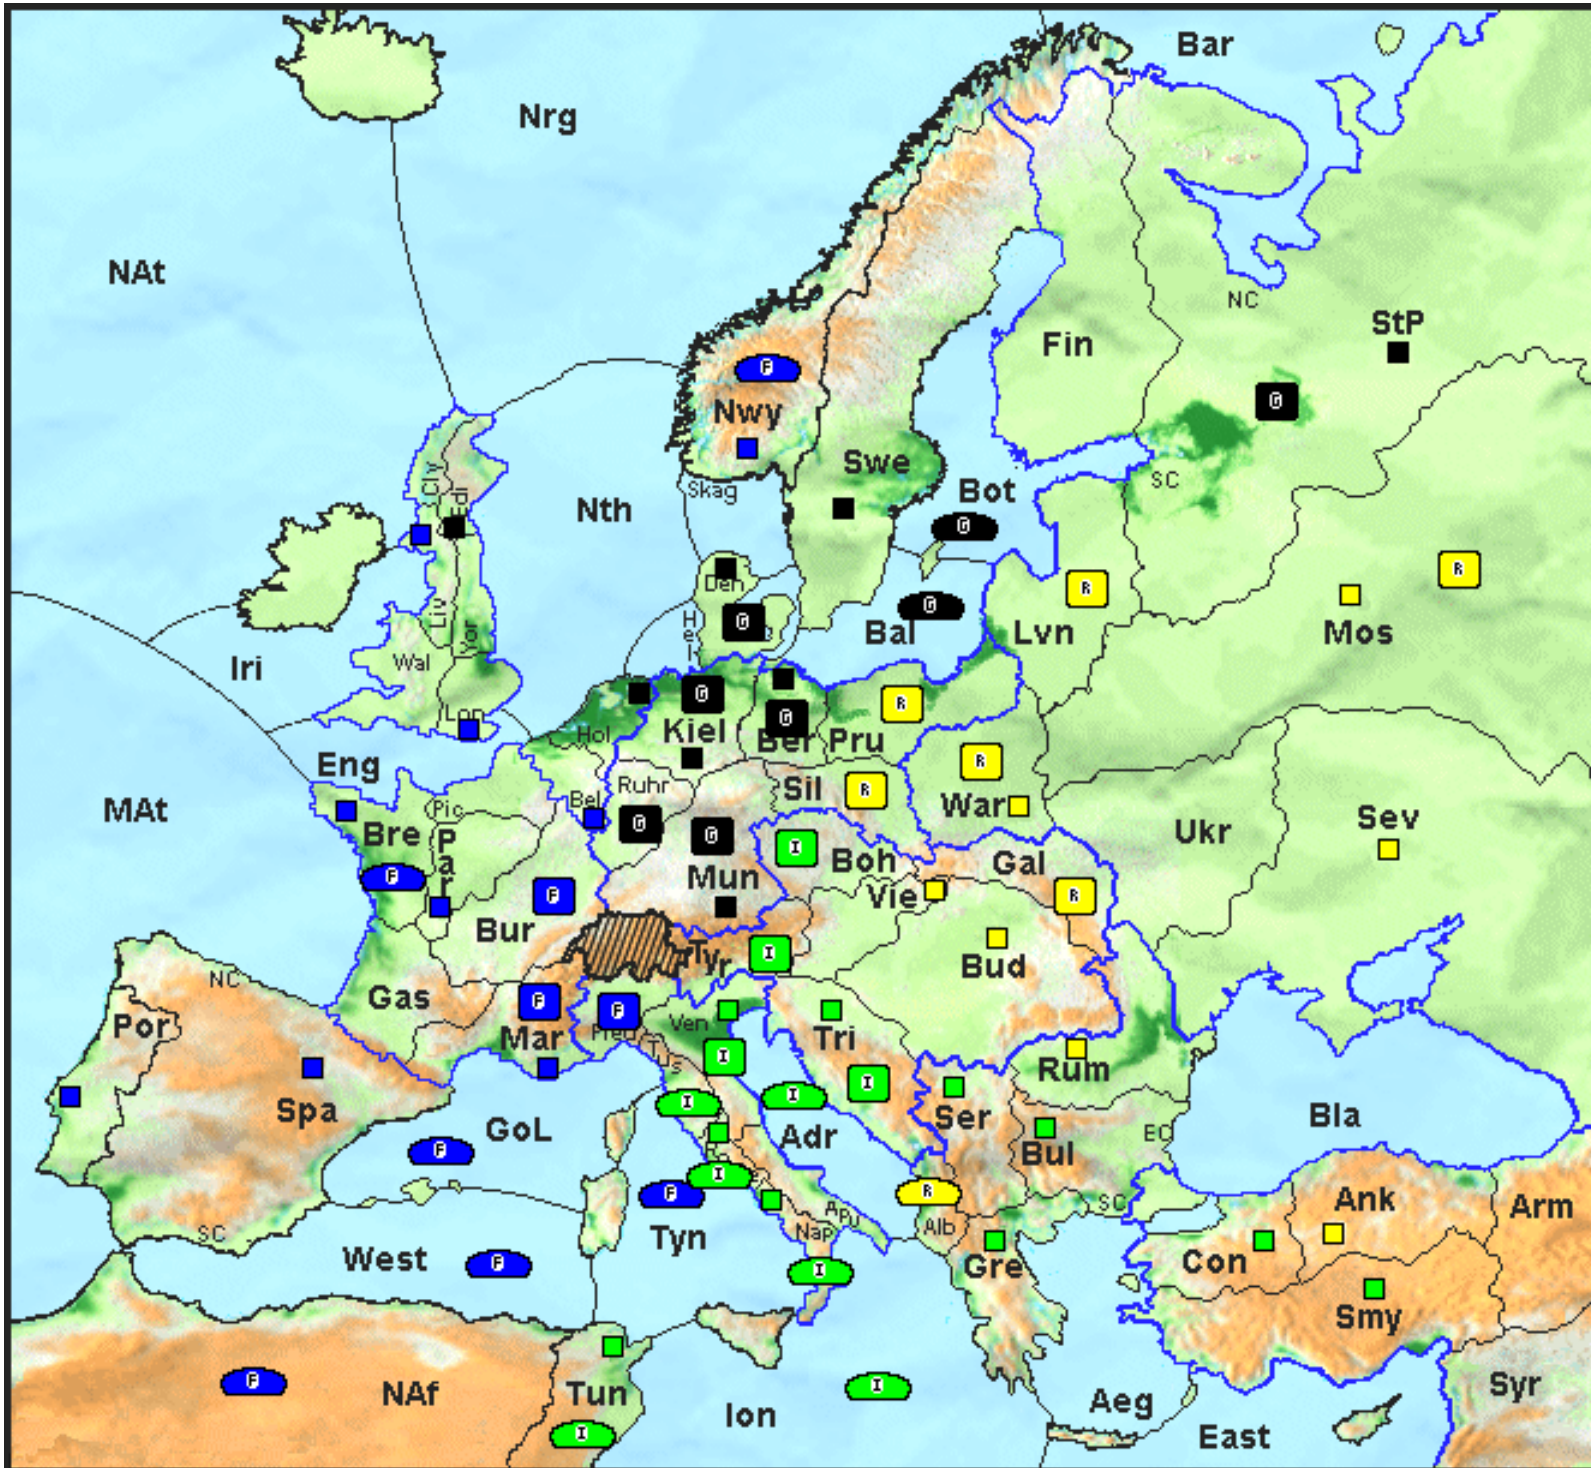 Bar
Nrg
NAt
NC
StP
Fin
Nwy
Swe
Cly
Edi
Skag
Bot
SC
Nth
Den
Liv
Yor
Hel
Bal
Lvn
Mos
Iri
Wal
Lon
Hol
Kiel
Ber
Pru
Eng
Ruhr
Sil
War
MAt
Bre
Pic
Par
Bel
Ukr
Sev
Boh
Gal
Mun
Vie
Bur
Tyr
Bud
NC
Gas
Por
Mar
Pied
Ven
Tus
Tri
Rum
Spa
GoL
Adr
Ser
Bul
EC
Bla
SC
Ank
Arm
SC
West
Tyn
Nap
Apu
Alb
Gre
Con
Smy
NAf
Tun
Ion
Aeg
East
Syr
F
G
G
R
R
G
G
G
G
R
R
R
G
G
I
F
F
R
I
F
F
I
I
I
I
F
F
I
R
F
I
F
I
I